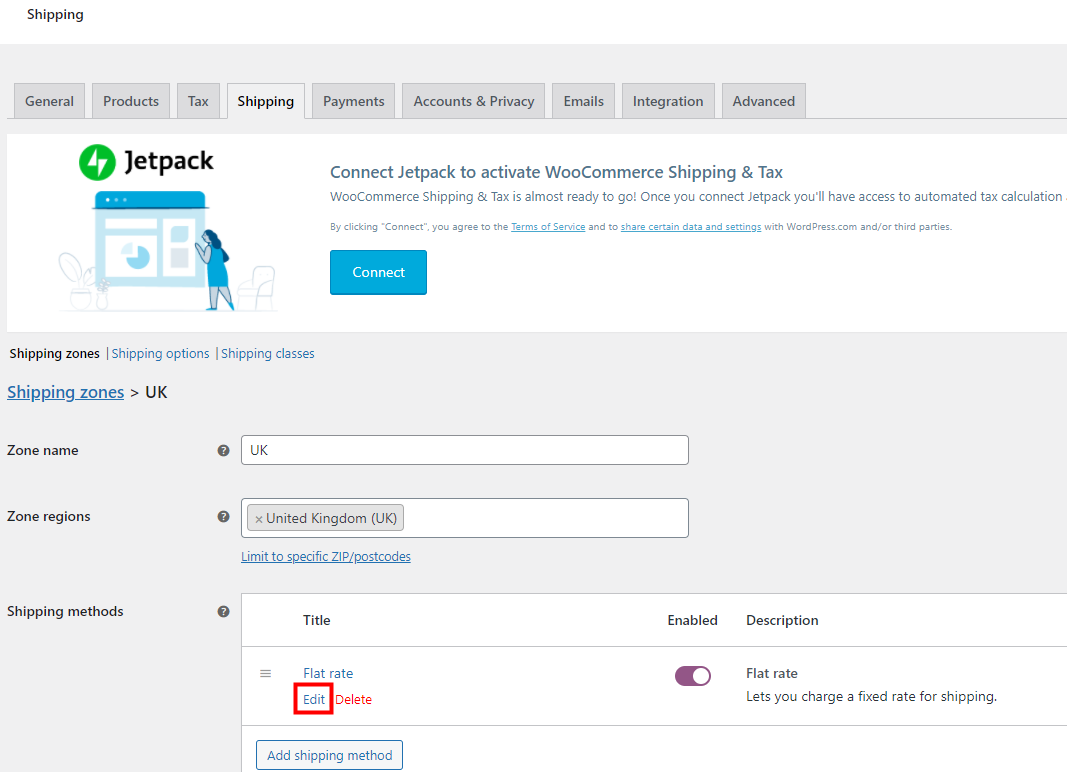 Shipping
General Products Tax Shipping Payments Accounts & Privacy Emails Integration Advanced
Jetpack
Connect Jetpack to activate WooCommerce Shipping & Tax
WooCommerce Shipping & Tax is almost ready to go! Once you connect Jetpack you'll have access to automated tax calculation
By clicking "Connect", you agree to the Terms of Service and to share certain data and settings with WordPress.com and/or third parties.
Connect
Shipping zones | Shipping options | Shipping classes
Shipping zones > UK
Zone name ? UK
Zone regions ? × United Kingdom (UK)
Limit to specific ZIP/postcodes
Shipping methods ? Title Enabled Description
Flat rate Flat rate
Edit Delete Lets you charge a fixed rate for shipping.
Add shipping method